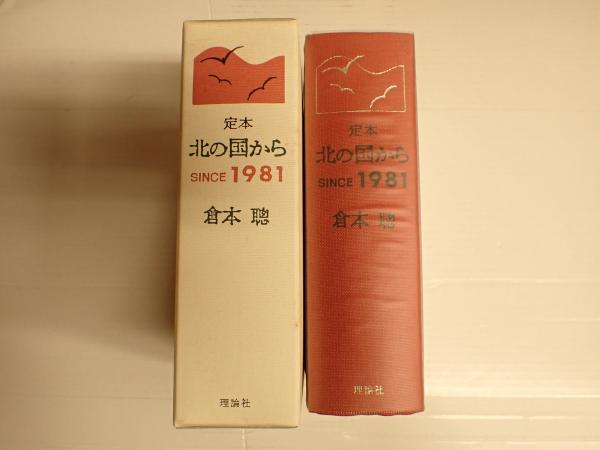 定本
北の国から
SINCE 1981
倉本 聰
理論社
定本
北の国から
SINCE 1981
倉本 聰
理論社